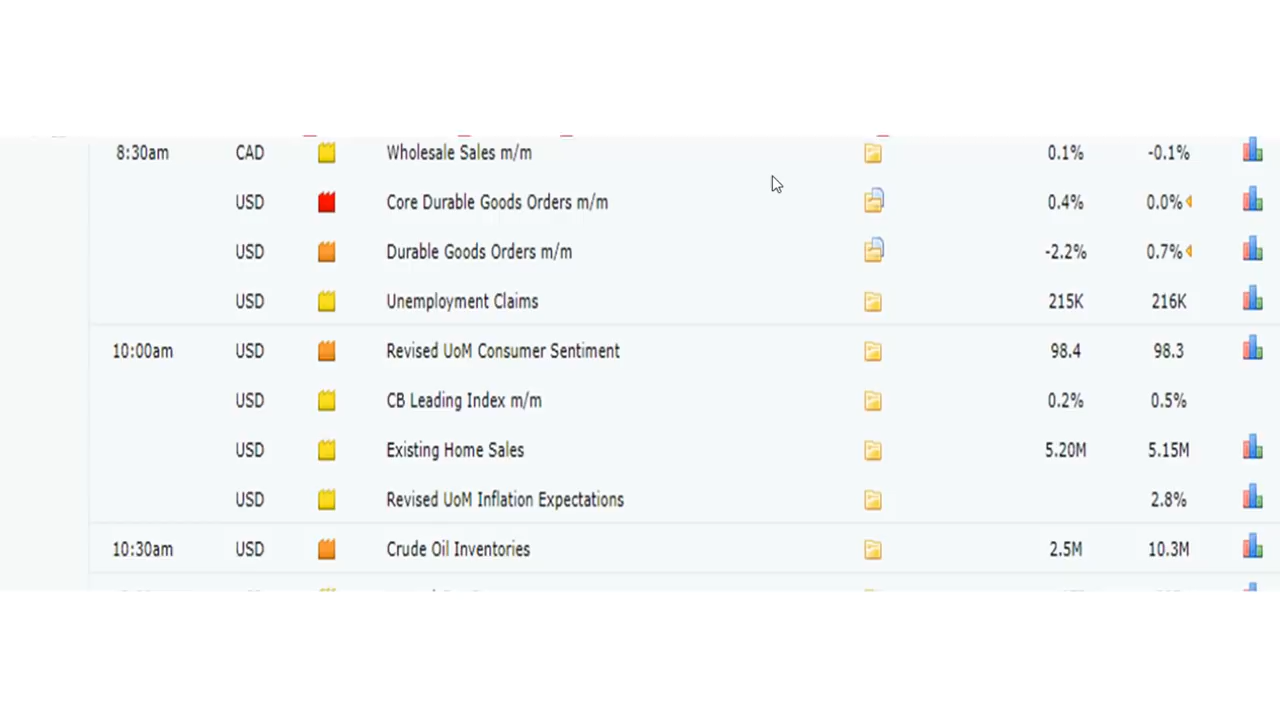 8:30am CAD Wholesale Sales m/m 0.1% -0.1%
USD Core Durable Goods Orders m/m 0.4% 0.0%
USD Durable Goods Orders m/m -2.2% 0.7%
USD Unemployment Claims 215K 216K
10:00am USD Revised UoM Consumer Sentiment 98.4 98.3
USD CB Leading Index m/m 0.2% 0.5%
USD Existing Home Sales 5.20M 5.15M
USD Revised UoM Inflation Expectations 2.8%
10:30am USD Crude Oil Inventories 2.5M 10.3M